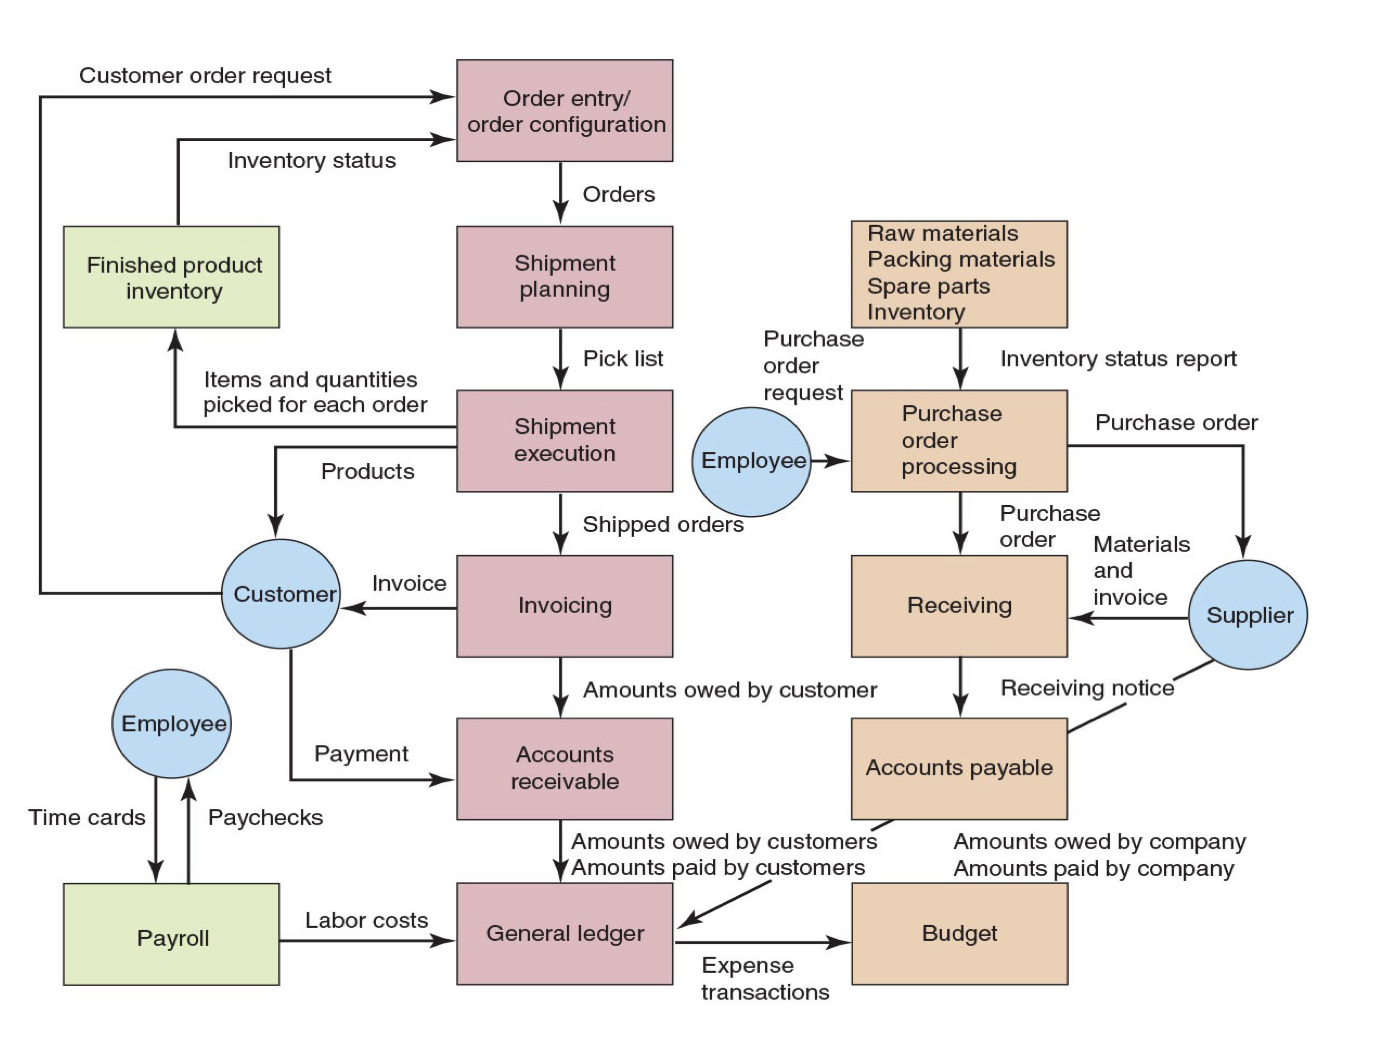 Customer order request
Order entry/
order configuration
Inventory status
Orders
Finished product
inventory
Shipment
planning
Raw materials
Packing materials
Spare parts
Inventory
Pick list
Purchase
order
request
Inventory status report
Items and quantities
picked for each order
Shipment
execution
Employee
Purchase
order
processing
Purchase order
Products
Shipped orders
Purchase
order
Materials
and
invoice
Customer
Invoice
Invoicing
Receiving
Supplier
Amounts owed by customer
Receiving notice
Employee
Payment
Accounts
receivable
Accounts payable
Time cards
Paychecks
Amounts owed by customers
Amounts paid by customers
Amounts owed by company
Amounts paid by company
Payroll
Labor costs
General ledger
Budget
Expense
transactions